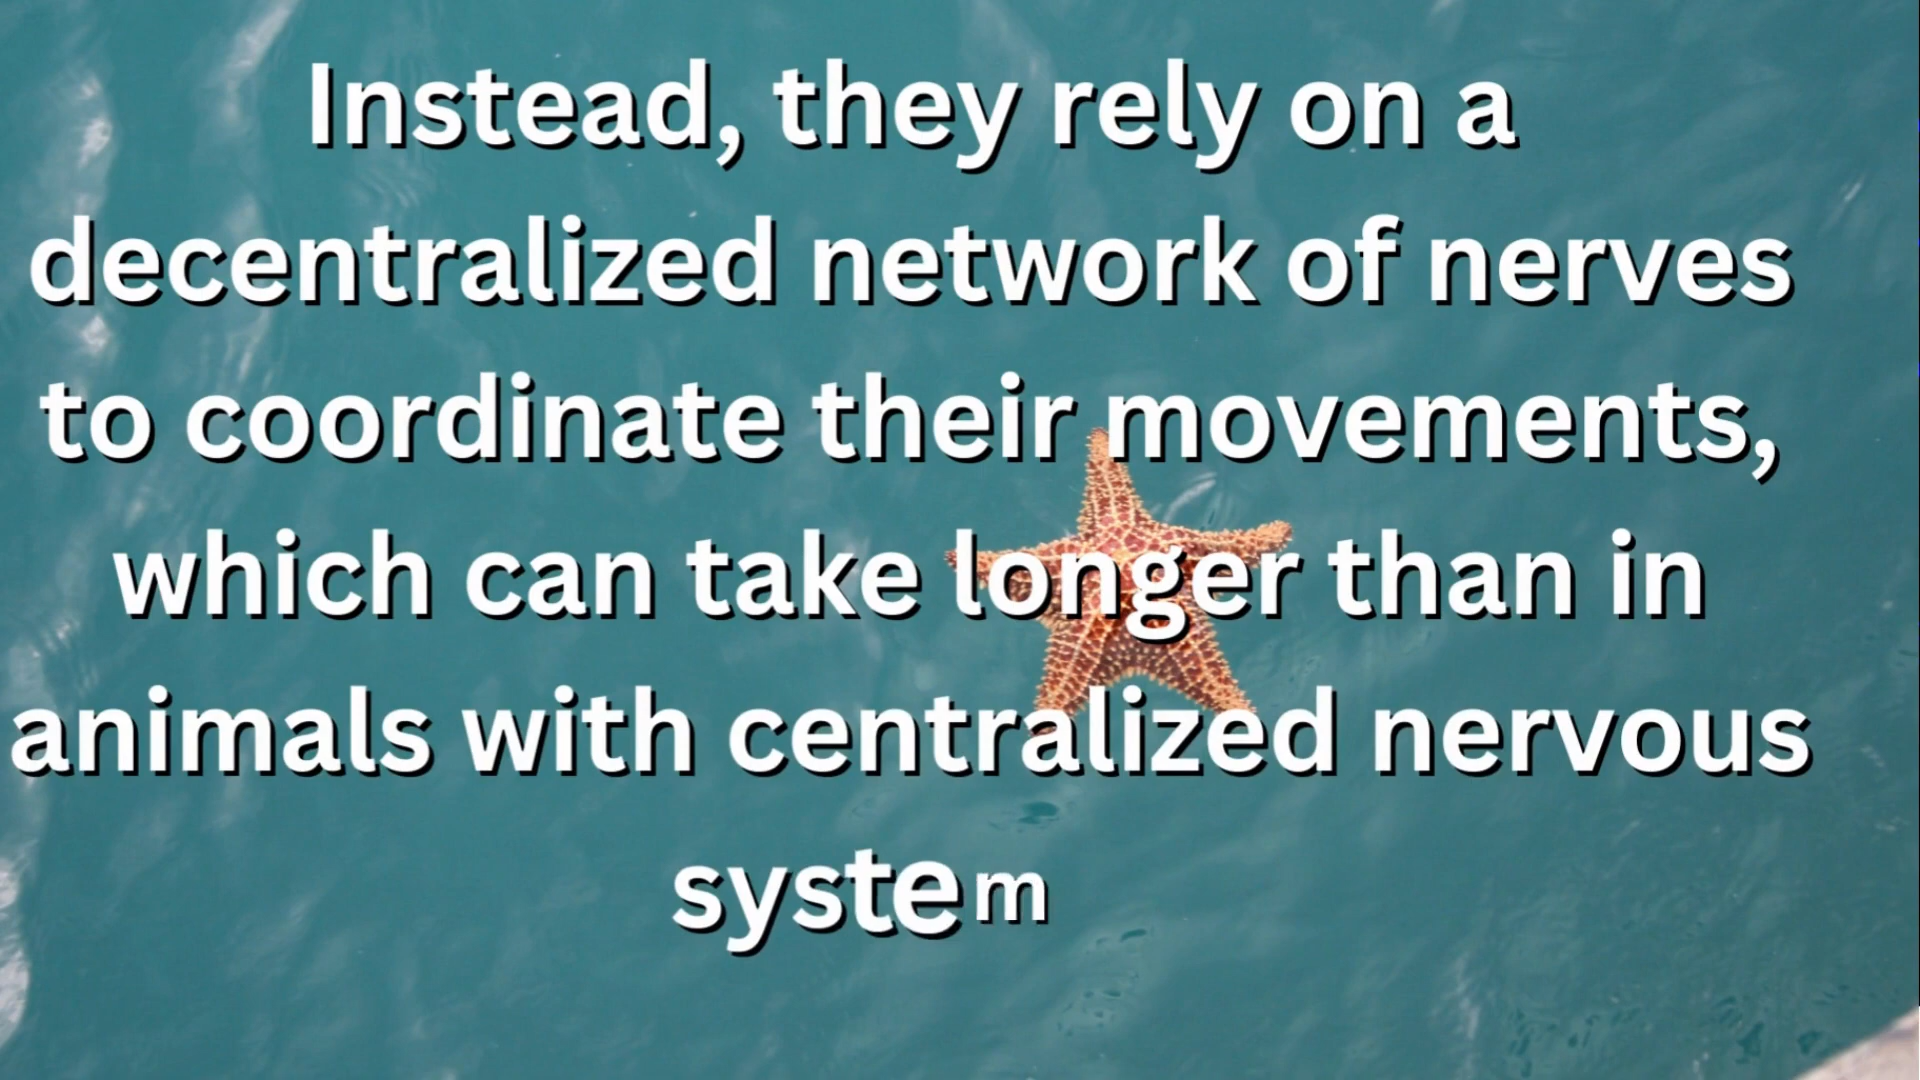 Instead, they rely on a
decentralized network of nerves
to coordinate their movements,
which can take longer than in
animals with centralized nervous
system